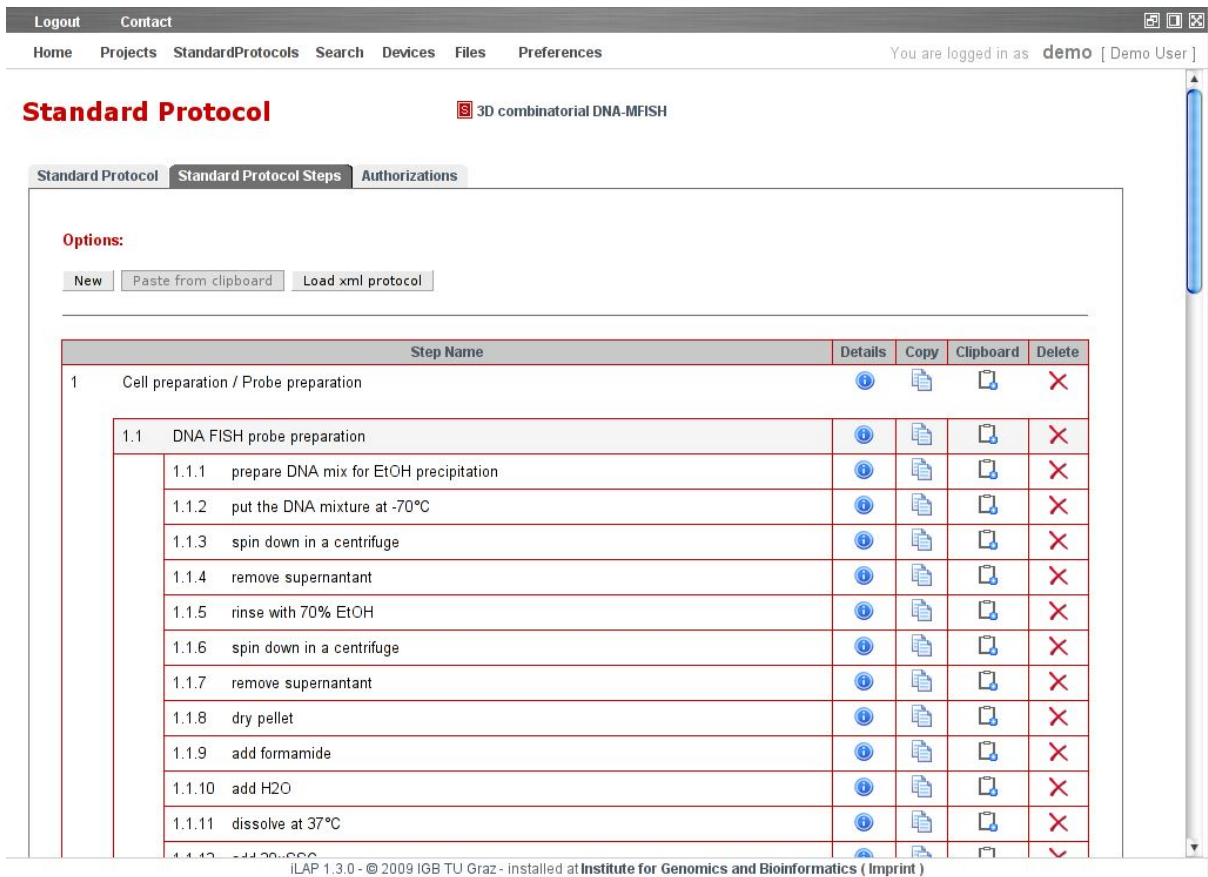 Logout Contact
Home Projects StandardProtocols Search Devices Files Preferences You are logged in as demo [ Demo User ]
Standard Protocol S 3D combinatorial DNA-MFISH
Standard Protocol Standard Protocol Steps Authorizations
Options:
New Paste from clipboard Load xml protocol
Step Name Details Copy Clipboard Delete
1 Cell preparation / Probe preparation
1.1 DNA FISH probe preparation
1.1.1 prepare DNA mix for EtOH precipitation
1.1.2 put the DNA mixture at -70°C
1.1.3 spin down in a centrifuge
1.1.4 remove supernantant
1.1.5 rinse with 70% EtOH
1.1.6 spin down in a centrifuge
1.1.7 remove supernantant
1.1.8 dry pellet
1.1.9 add formamide
1.1.10 add H2O
1.1.11 dissolve at 37°C
iLAP 1.3.0 - © 2009 IGB TU Graz - installed at Institute for Genomics and Bioinformatics ( Imprint )